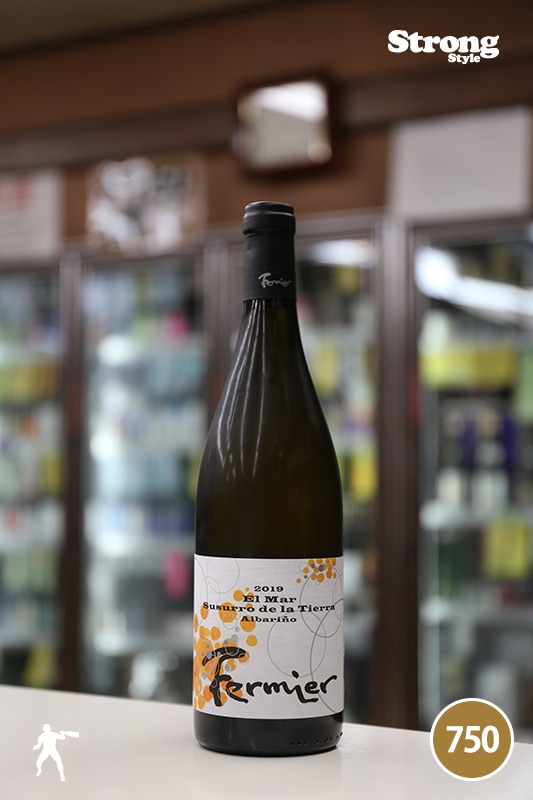 Strong
Style
Fermier
2019
El Mar
Susurro de la Tierra
Albariño
Fermier
750